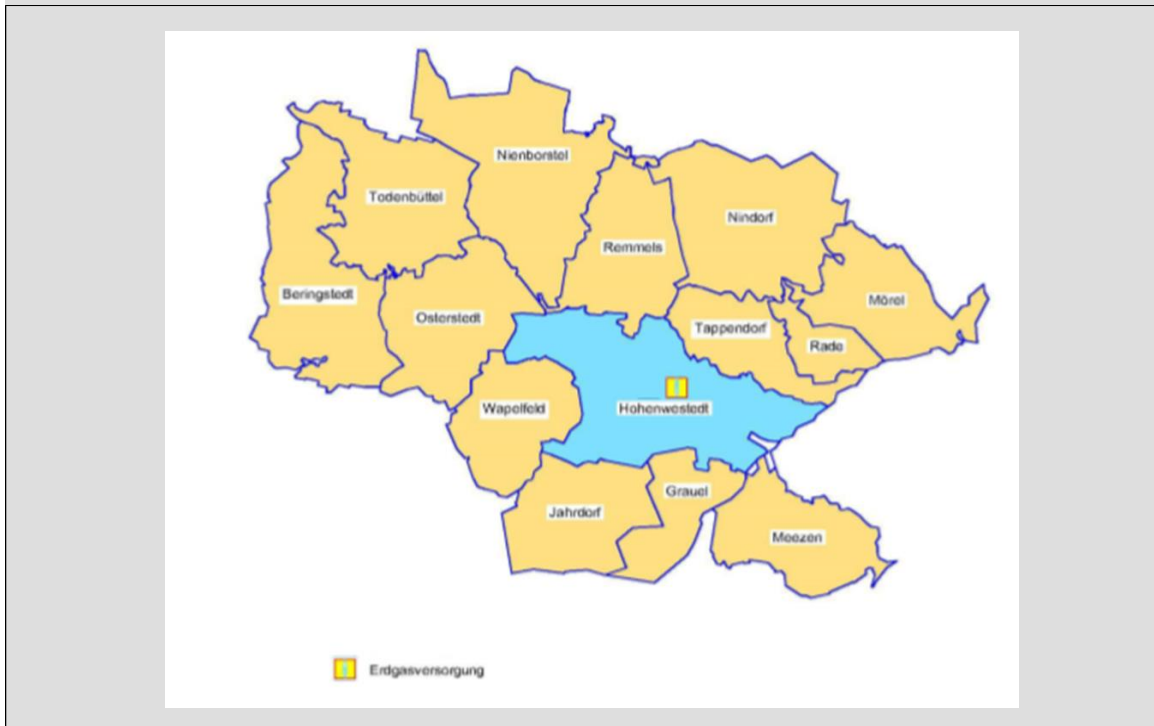 Nienborstel
Todenbüttel
Nindorf
Remmels
Beringstedt
Mörel
Osterstedt
Tappendorf
Rade
Wapelfeld
Hohenwestedt
Grauel
Jahrdorf
Meezen
Erdgasversorgung